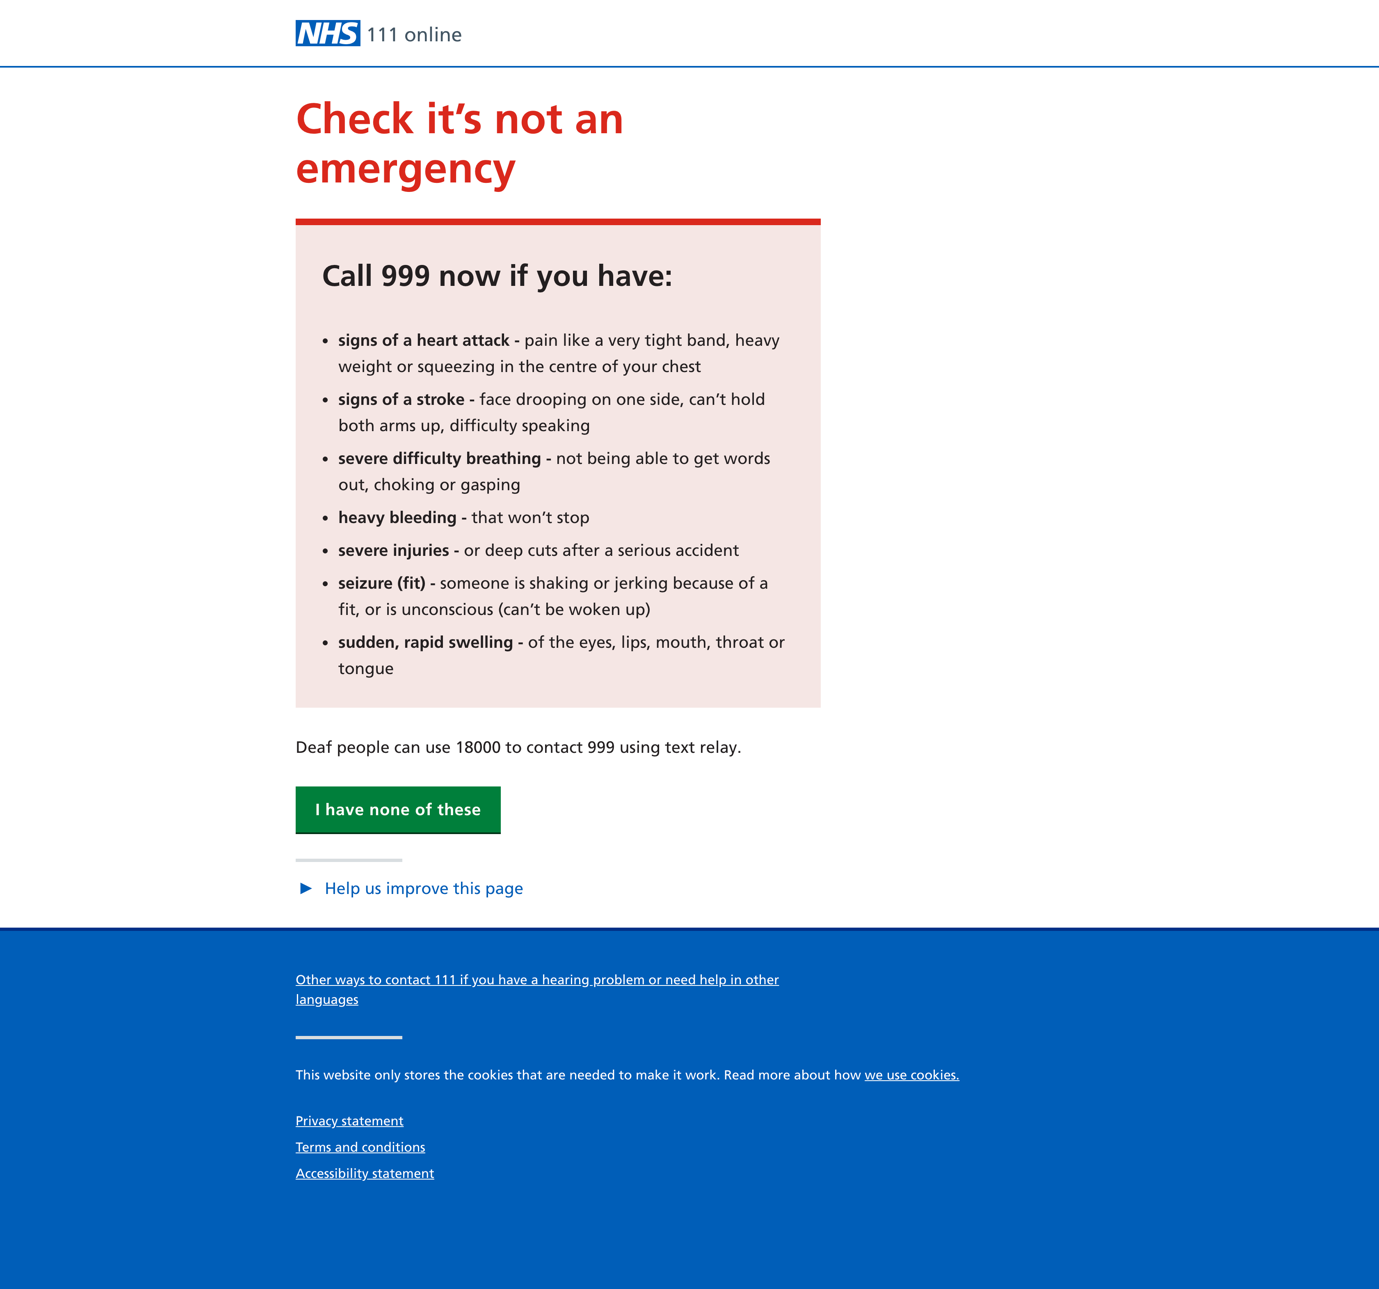 NHS 111 online
Check it’s not an
emergency
Call 999 now if you have:
• signs of a heart attack - pain like a very tight band, heavy
weight or squeezing in the centre of your chest
• signs of a stroke - face drooping on one side, can’t hold
both arms up, difficulty speaking
• severe difficulty breathing - not being able to get words
out, choking or gasping
• heavy bleeding - that won’t stop
• severe injuries - or deep cuts after a serious accident
• seizure (fit) - someone is shaking or jerking because of a
fit, or is unconscious (can’t be woken up)
• sudden, rapid swelling - of the eyes, lips, mouth, throat or
tongue
Deaf people can use 18000 to contact 999 using text relay.
I have none of these
Help us improve this page
Other ways to contact 111 if you have a hearing problem or need help in other
languages
This website only stores the cookies that are needed to make it work. Read more about how we use cookies.
Privacy statement
Terms and conditions
Accessibility statement